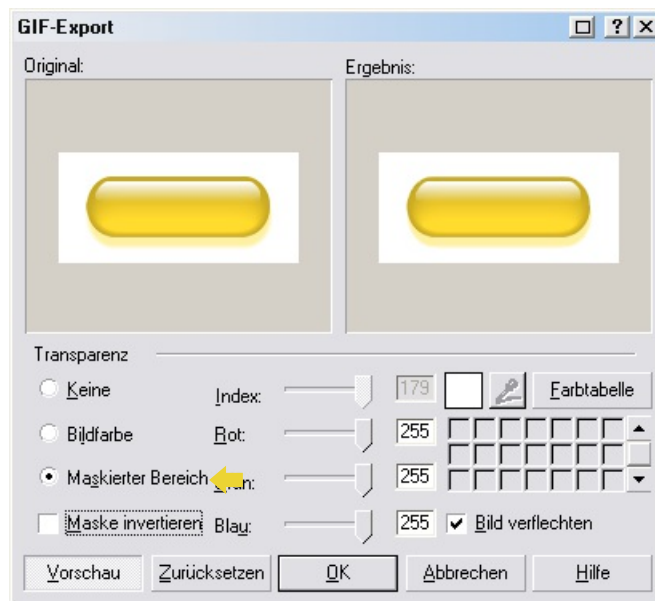 GIF-Export
Original:
Ergebnis:
Transparenz
Keine
Index:
179
Farbtabelle
Bildfarbe
Rot:
255
Maskierter Bereich
255
Maske invertieren
Blau:
255
Bild verflechten
Vorschau
Zurücksetzen
OK
Abbrechen
Hilfe